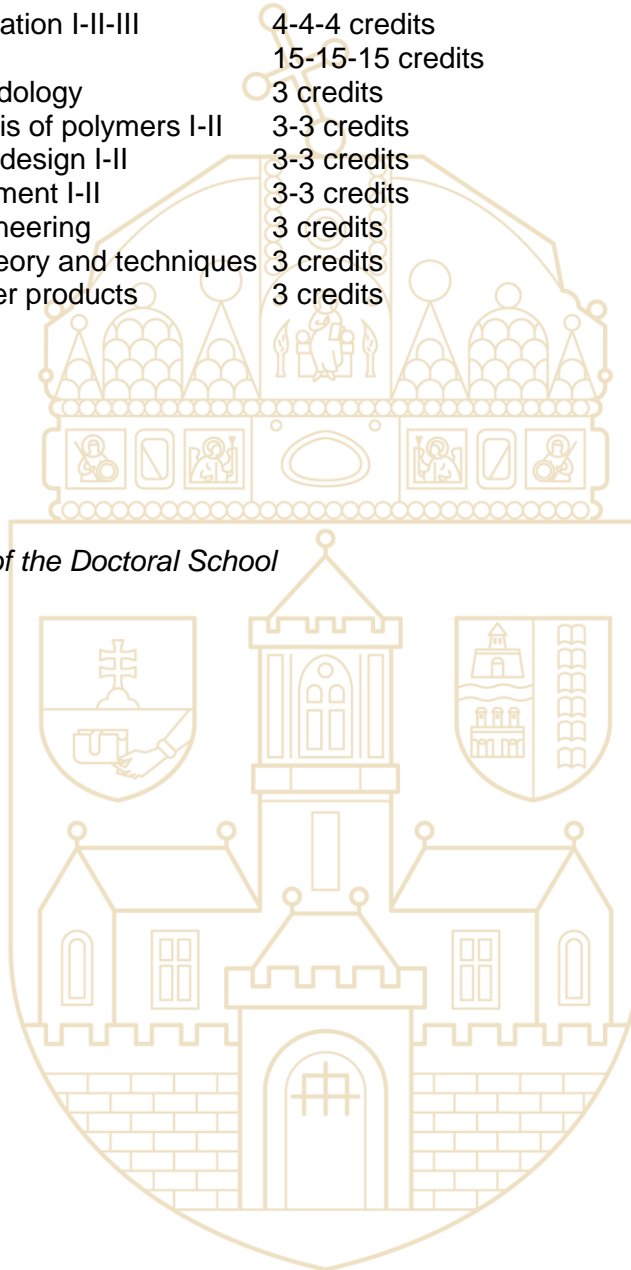 ation I-II-III 4-4-4 credits
15-15-15 credits
dology 3 credits
is of polymers I-II 3-3 credits
design I-II 3-3 credits
ment I-II 3-3 credits
neering 3 credits
eory and techniques 3 credits
er products 3 credits
of the Doctoral School